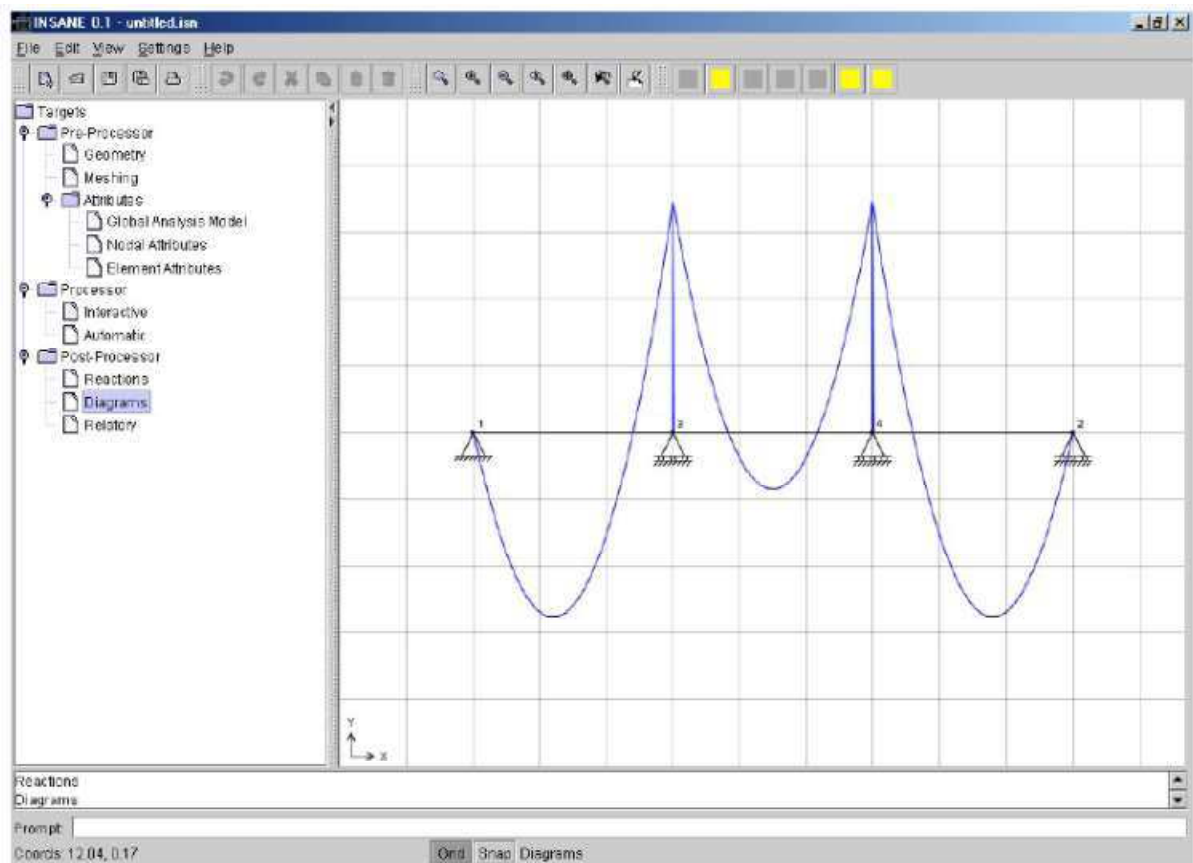 INSANE 0.1 - untitled.isn
File Edit View Settings Help
Targets
Pre-Processor
Geometry
Meshing
Attributes
Global Analysis Model
Nodal Attributes
Element Attributes
Processor
Interactive
Automatic
Post-Processor
Reactions
Diagrams
Relatory
1 3 4 2
Y
X
Reactions
Diagrams
Prompt:
Coords: 12.04, 0.17 Grid Snap Diagrams